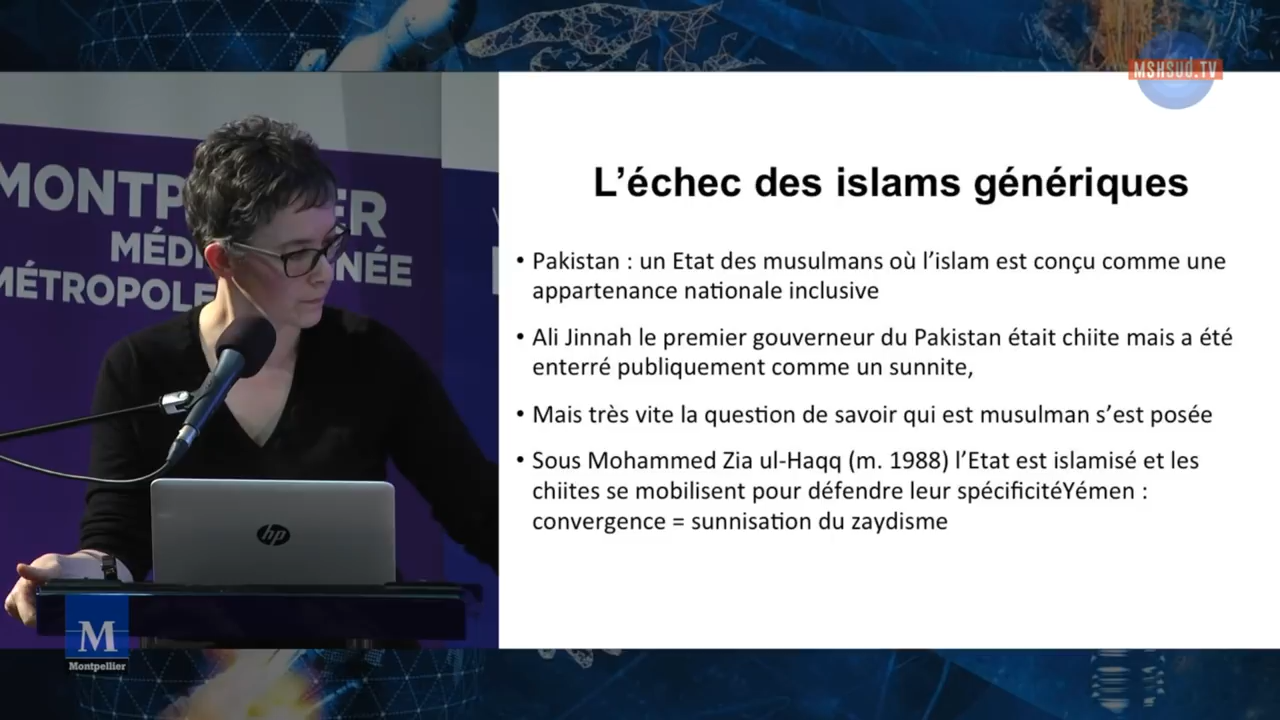 MSHSUD.TV
MONTP ER
MÉDI NÉE
MÉTROPOLE
L’échec des islams génériques
• Pakistan : un Etat des musulmans où l’islam est conçu comme une
appartenance nationale inclusive
• Ali Jinnah le premier gouverneur du Pakistan était chiite mais a été
enterré publiquement comme un sunnite,
• Mais très vite la question de savoir qui est musulman s’est posée
• Sous Mohammed Zia ul-Haqq (m. 1988) l’Etat est islamisé et les
chiites se mobilisent pour défendre leur spécificitéYémen :
convergence = sunnisation du zaydisme
hp
M
Montpellier